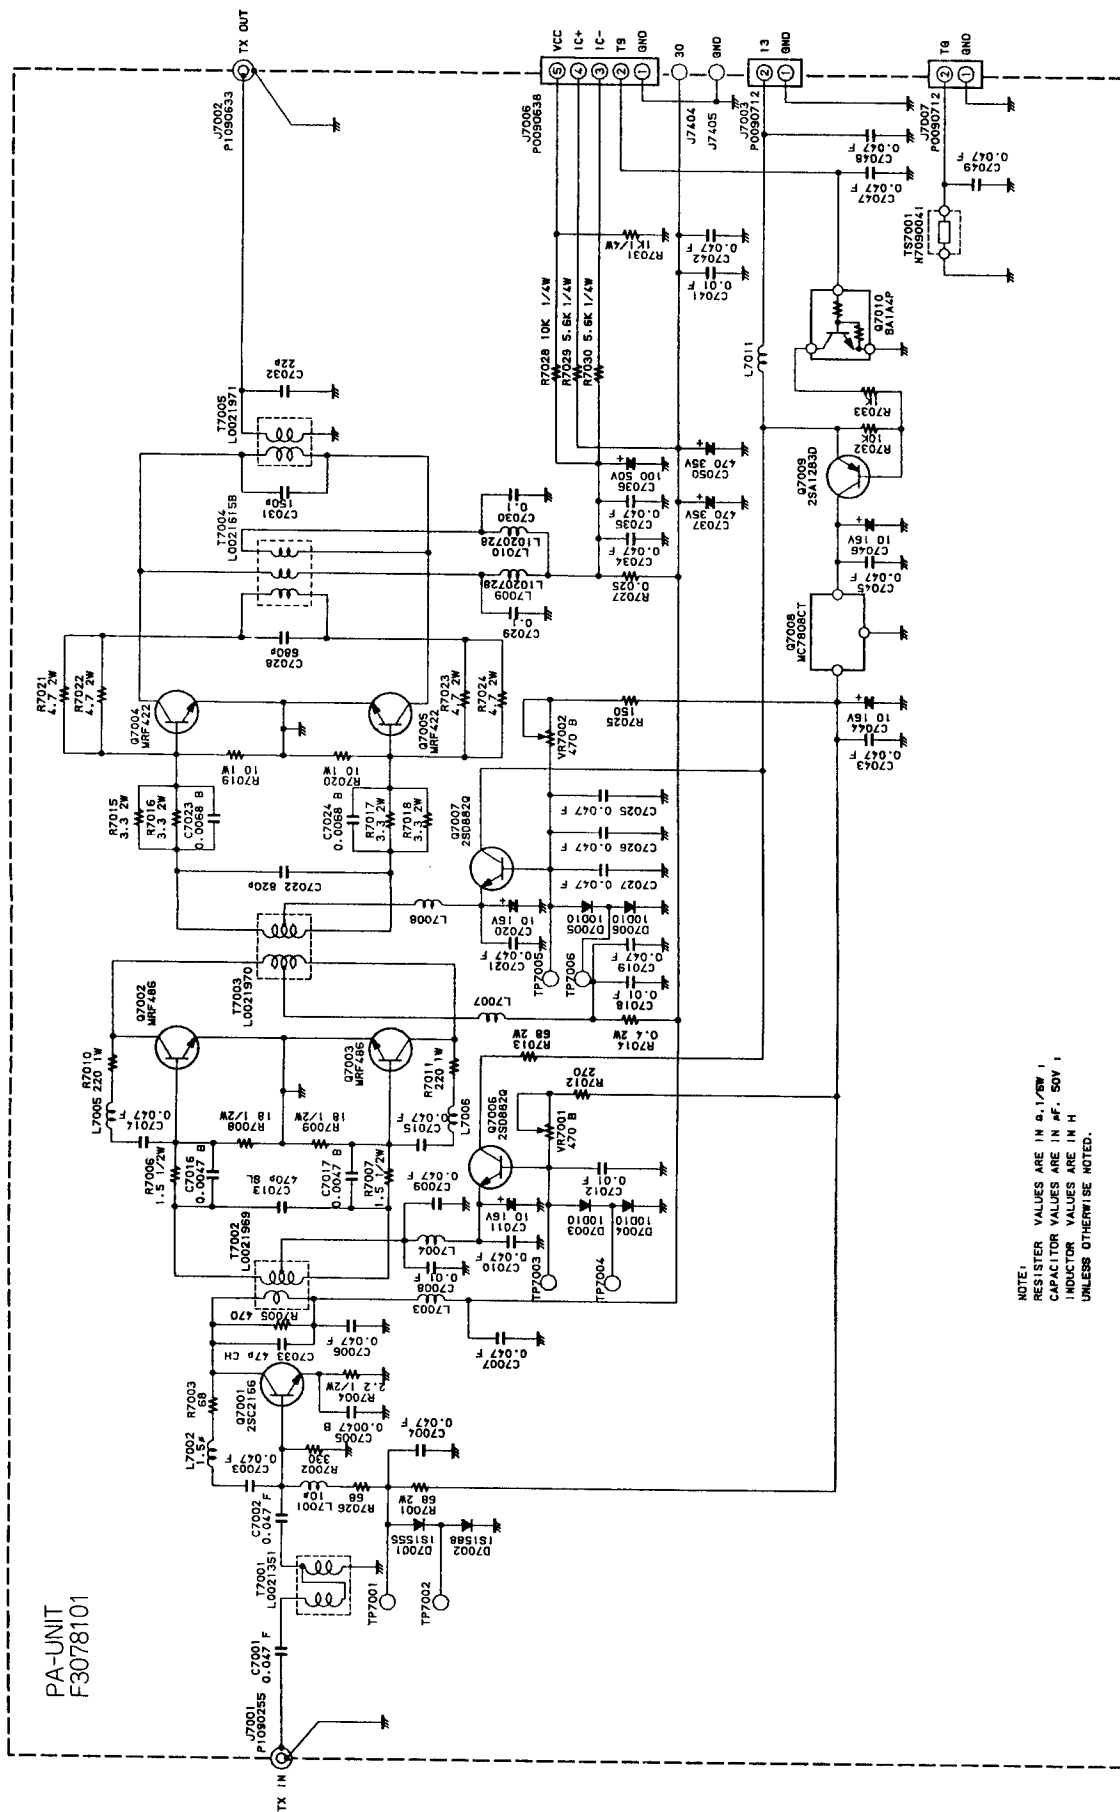 PA-UNIT
F3078101
TX IN
J7001
P1090255
C7001
0.047 F
T7001
L0021351
C7002
0.047 F
TP7001
TP7002
D7001
1S1555
D7002
1S1588
R7001
68 2W
R7026
68
L7001
10μ
R7002
330
C7003
0.047 F
L7002
1.5μ
R7003
68
Q7001
2SC2166
C7004
0.047 F
C7005
0.0047 B
R7004
2.2 1/2W
C7033 47p CH
R7005 470
C7006
0.047 F
C7007
0.047 F
L7003
T7002
L0021969
C7008
0.01 F
L7004
C7009
0.047 F
C7010
0.047 F
C7011
10 16V
TP7003
TP7004
D7003
10D10
D7004
10D10
C7012
0.01 F
VR7001
470 B
R7012
270
Q7006
2SD882Q
R7013
68 2W
R7006
1.5 1/2W
C7016
0.0047 B
C7013
470p SL
C7017
0.0047 B
R7007
1.5 1/2W
L7005
C7014
0.047 F
R7010
220 1W
R7008
18 1/2W
R7009
18 1/2W
C7015
0.047 F
L7006
R7011
220 1W
Q7002
MRF486
Q7003
MRF486
T7003
L0021970
L7007
R7014
0.4 2W
C7018
0.01 F
C7019
0.047 F
TP7005
TP7006
L7008
C7021
0.047 F
C7020
10 16V
D7005
10D10
D7006
10D10
C7027 0.047 F
C7026 0.047 F
C7025 0.047 F
Q7007
2SD882Q
VR7002
470 B
R7025
150
C7022 820p
R7015
3.3 2W
R7016
3.3 2W
C7023
0.0068 B
C7024
0.0068 B
R7017
3.3 2W
R7018
3.3 2W
R7019
10 1W
R7020
10 1W
R7021
4.7 2W
R7022
4.7 2W
R7023
4.7 2W
R7024
4.7 2W
Q7004
MRF422
Q7005
MRF422
C7028
680p
T7004
L0021615B
C7029
0.1
L7009
L1020728
L7010
L1020728
C7030
0.1
C7031
150p
T7005
L0021971
C7032
22p
R7027
0.025
C7034
0.047 F
C7035
0.047 F
C7036
100 50V
C7037
470 35V
C7050
470 35V
R7028 10K 1/4W
R7029 5.6K 1/4W
R7030 5.6K 1/4W
R7031
1K 1/4W
C7041
0.01 F
C7042
0.047 F
C7043
0.047 F
C7044
10 16V
Q7008
MC7808CT
C7045
0.047 F
C7046
10 16V
Q7009
2SA1283D
R7032
10K
R7033
1K
L7011
Q7010
BA1A4P
C7047
0.047 F
C7048
0.047 F
TS7001
N7090041
C7049
0.047 F
J7002
P1090633
TX OUT
J7006
P0090638
5 VCC
4 IC+
3 IC-
2 T9
1 GND
J7404
30
J7405
GND
J7003
P0090712
2 13
1 GND
J7007
P0090712
2 TG
1 GND
NOTE:
RESISTER VALUES ARE IN Ω,1/6W ;
CAPACITOR VALUES ARE IN μF, 50V ;
INDUCTOR VALUES ARE IN H
UNLESS OTHERWISE NOTED.